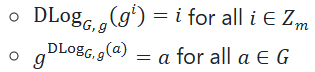 ○ DLog_{G, g}(g^i) = i for all i ∈ Z_m
○ g^{DLog_{G, g}(a)} = a for all a ∈ G